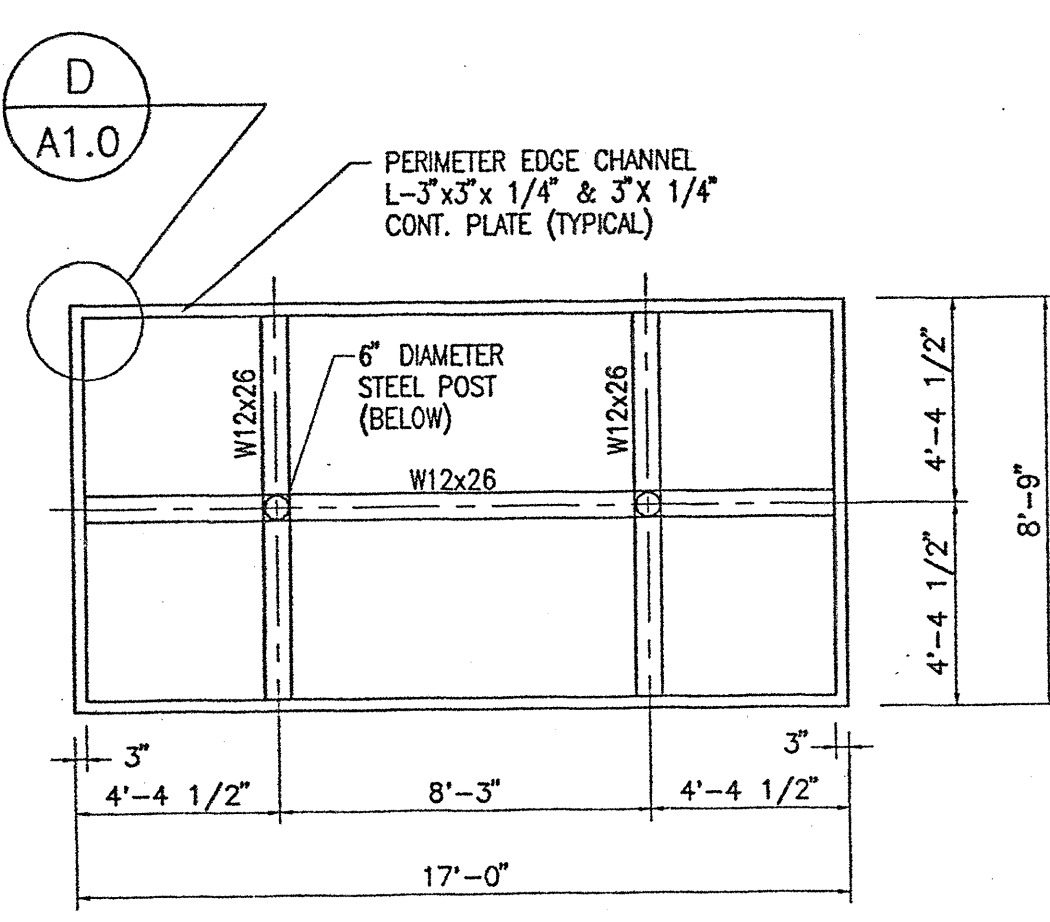 D
A1.0
PERIMETER EDGE CHANNEL
L-3"x3"x 1/4" & 3"X 1/4"
CONT. PLATE (TYPICAL)
6" DIAMETER
STEEL POST
(BELOW)
W12x26
W12x26
W12x26
4'-4 1/2"
4'-4 1/2"
8'-9"
3"
3"
4'-4 1/2"
8'-3"
4'-4 1/2"
17'-0"